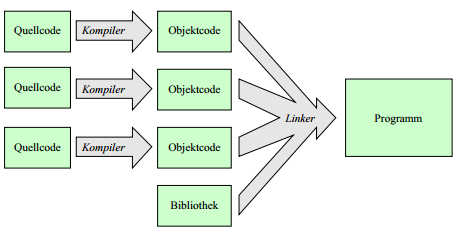 Quellcode
Kompiler
Objektcode
Quellcode
Kompiler
Objektcode
Linker
Programm
Quellcode
Kompiler
Objektcode
Bibliothek